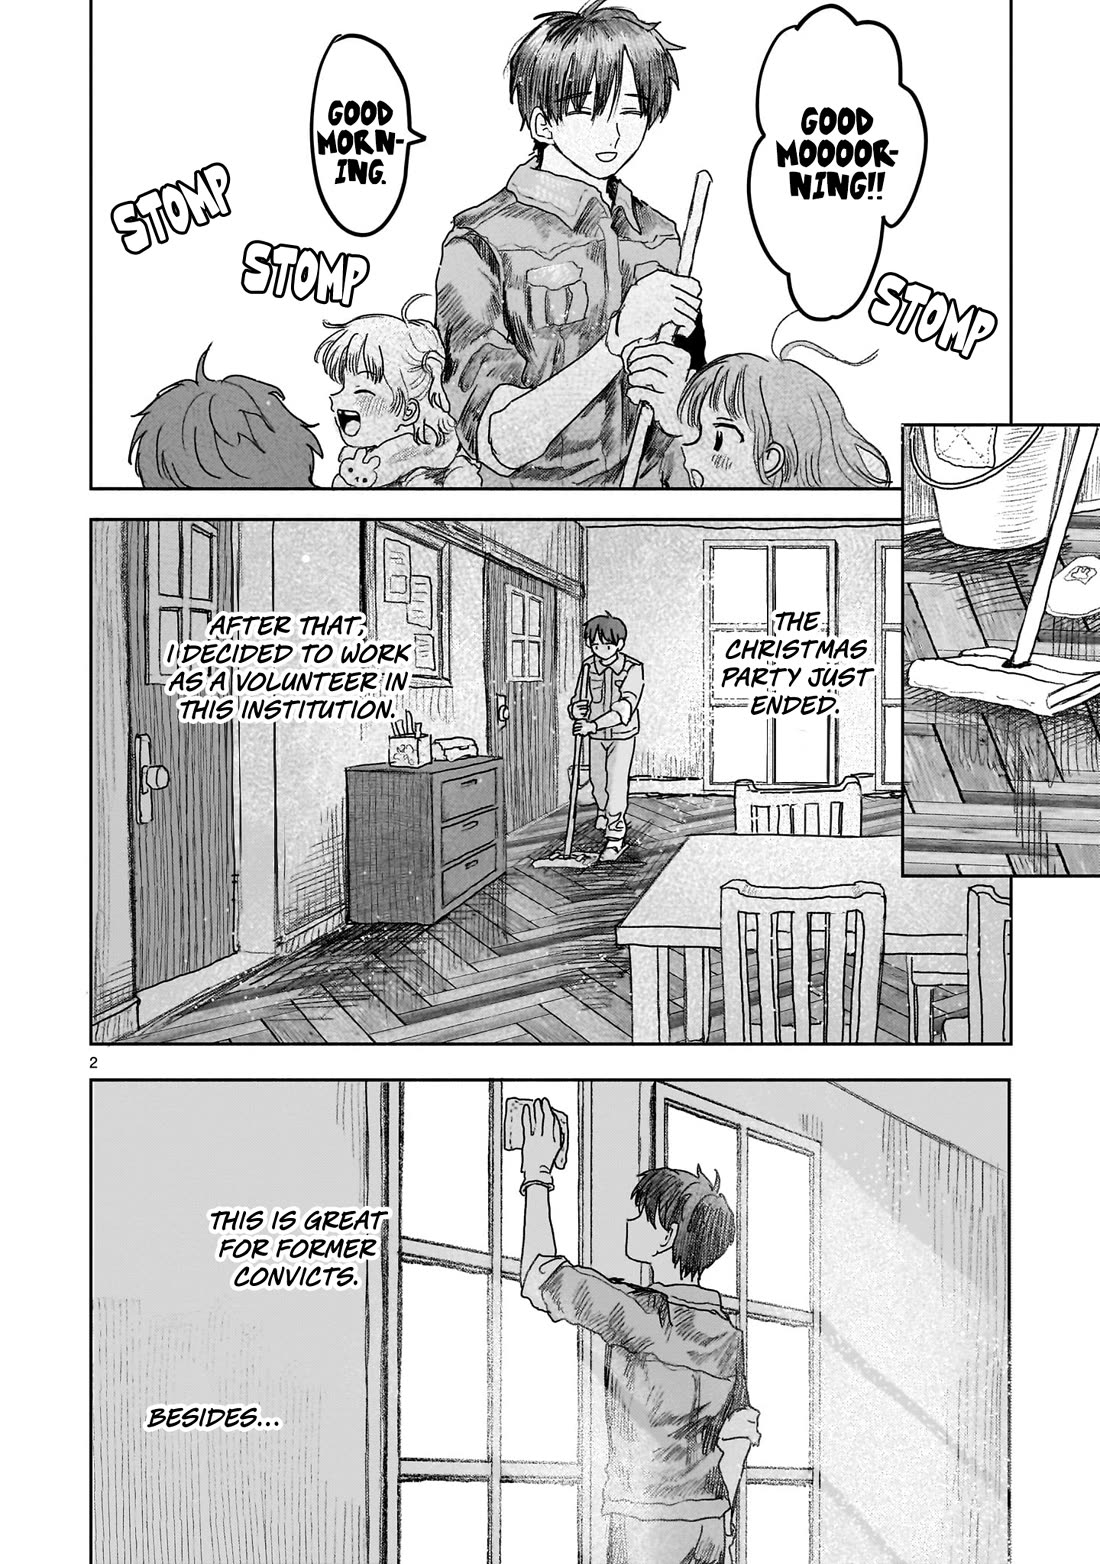 GOOD
MOOOOR-
NING!!
GOOD
MORN-
ING.
STOMP
STOMP
STOMP
THE
CHRISTMAS
PARTY JUST
ENDED.
AFTER THAT,
I DECIDED TO WORK
AS A VOLUNTEER IN
THIS INSTITUTION.
2
THIS IS GREAT
FOR FORMER
CONVICTS.
BESIDES...